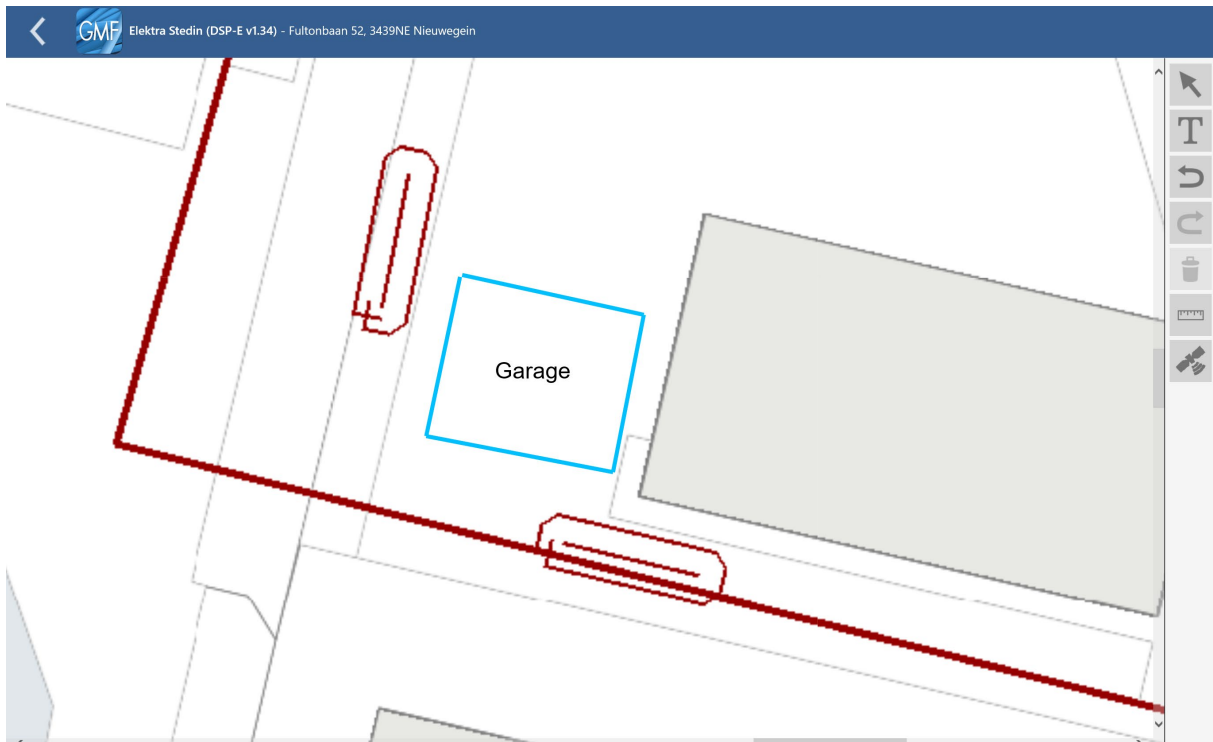 GMF Elektra Stedin (DSP-E v1.34) - Fultonbaan 52, 3439NE Nieuwegein
T
Garage